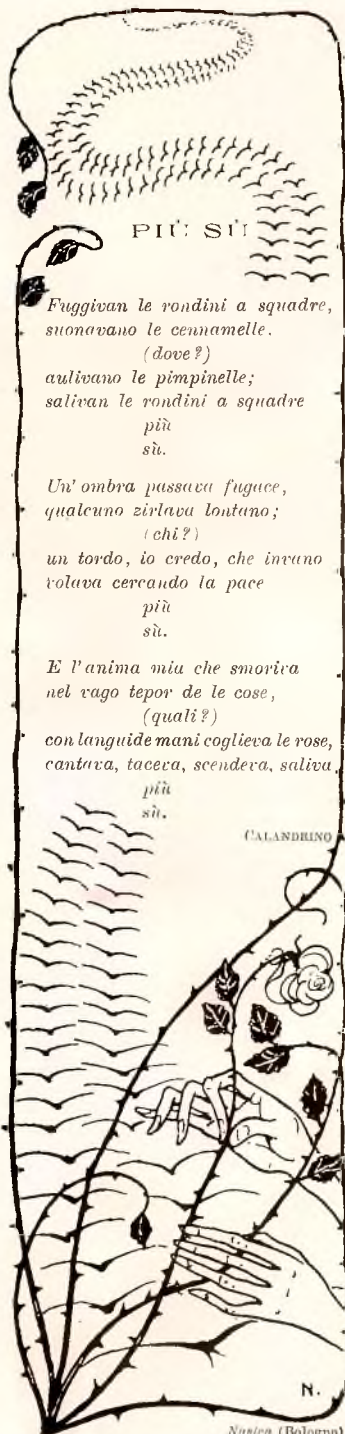 PIÙ SÙ
Fuggivan le rondini a squadre,
suonavano le cennamelle.
(dove?)
aulivano le pimpinelle;
salivan le rondini a squadre
più
sù.
Un' ombra passava fugace,
qualcuno zirlava lontano;
(chi?)
un tordo, io credo, che invano
volava cercando la pace
più
sù.
E l'anima mia che smoriva
nel vago tepor de le cose,
(quali?)
con languide mani coglieva le rose,
cantava, taceva, scendeva, saliva
più
sù.
CALANDRINO
N.
Nasica (Bologna)